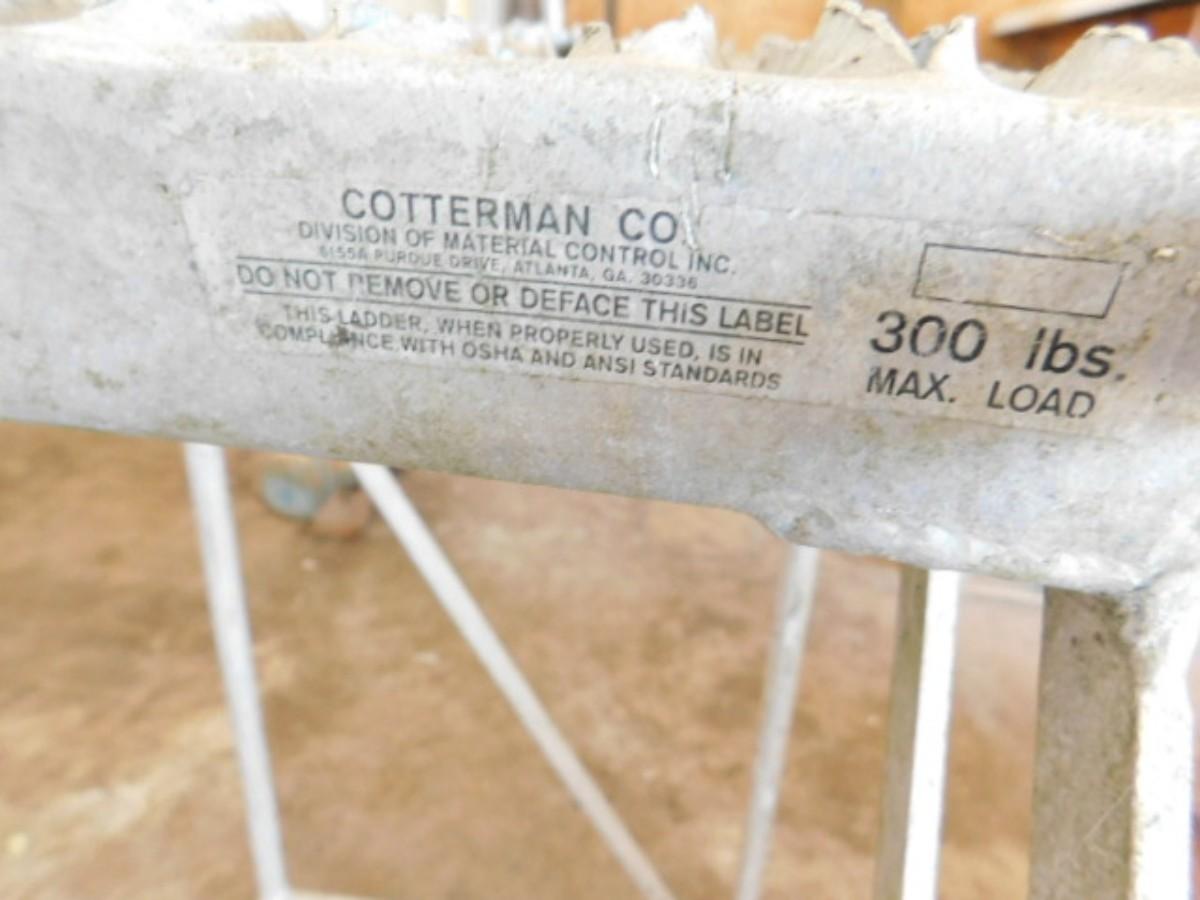 COTTERMAN CO.
DIVISION OF MATERIAL CONTROL INC.
6155A PURDUE DRIVE, ATLANTA, GA. 30336
DO NOT REMOVE OR DEFACE THIS LABEL
THIS LADDER, WHEN PROPERLY USED, IS IN
COMPLIANCE WITH OSHA AND ANSI STANDARDS
300 lbs.
MAX. LOAD